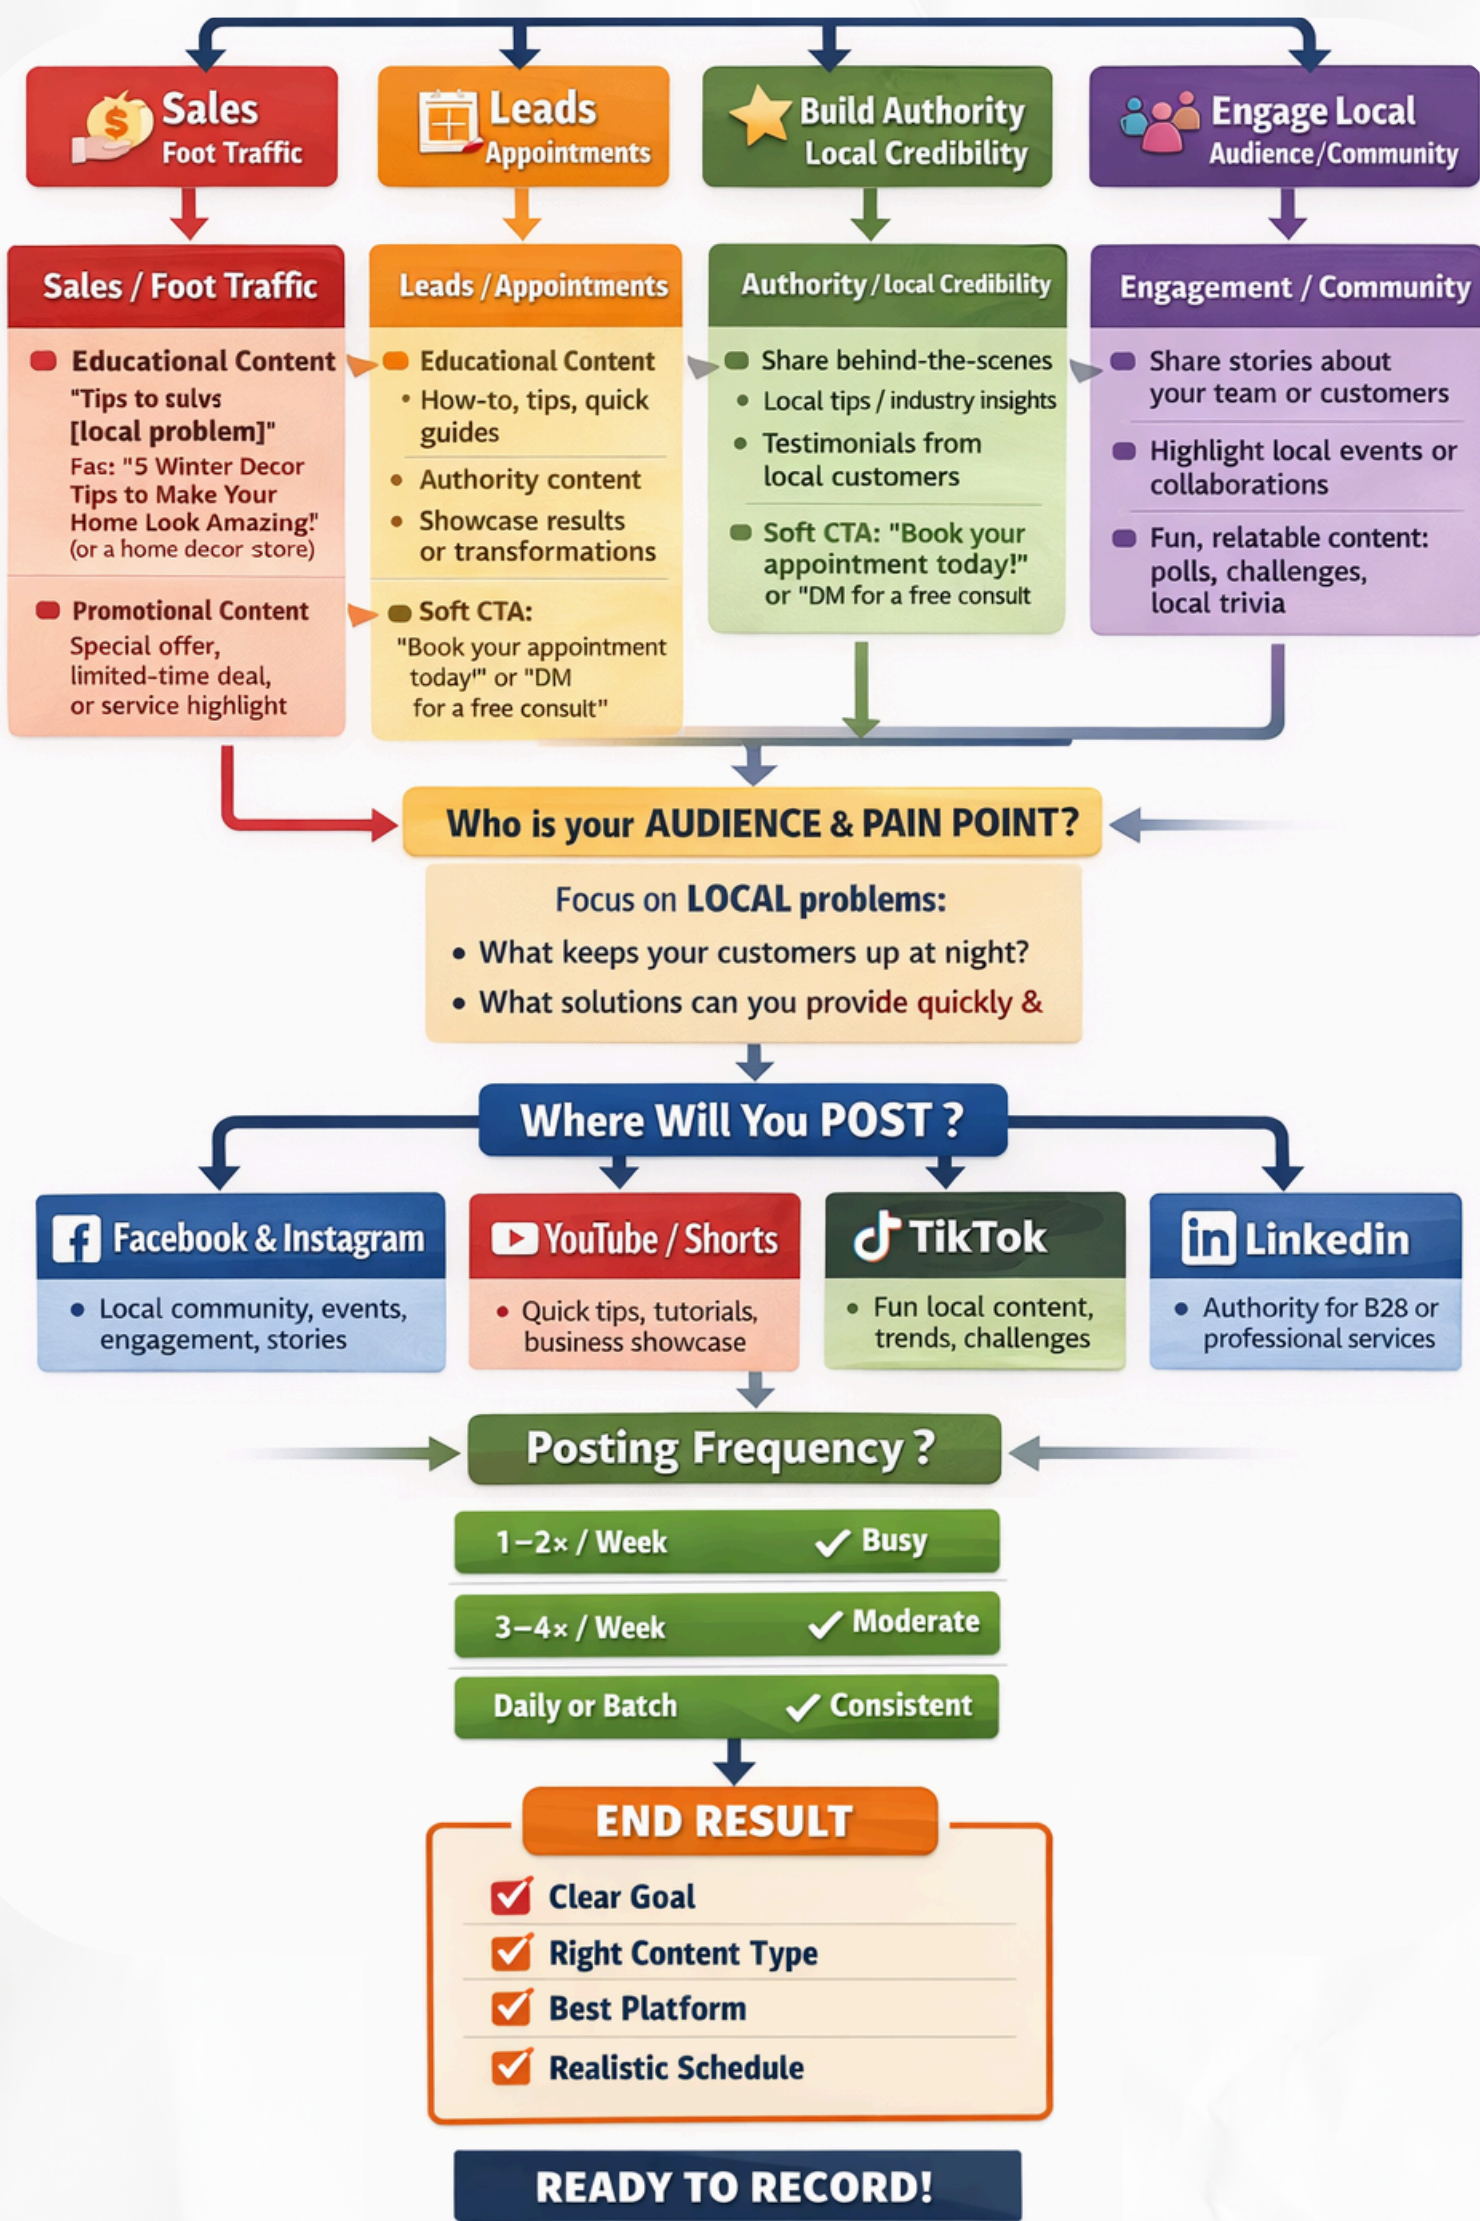 Sales
Foot Traffic
Leads
Appointments
Build Authority
Local Credibility
Engage Local
Audience/Community
Sales / Foot Traffic
Educational Content
"Tips to sulvs
[local problem]"
Fas: "5 Winter Decor
Tips to Make Your
Home Look Amazing!"
(or a home decor store)
Promotional Content
Special offer,
limited-time deal,
or service highlight
Leads / Appointments
Educational Content
• How-to, tips, quick
guides
• Authority content
• Showcase results
or transformations
Soft CTA:
"Book your appointment
today!" or "DM
for a free consult"
Authority / local Credibility
Share behind-the-scenes
• Local tips / industry insights
• Testimonials from
local customers
Soft CTA: "Book your
appointment today!"
or "DM for a free consult
Engagement / Community
Share stories about
your team or customers
Highlight local events or
collaborations
Fun, relatable content:
polls, challenges,
local trivia
Who is your AUDIENCE & PAIN POINT?
Focus on LOCAL problems:
• What keeps your customers up at night?
• What solutions can you provide quickly &
Where Will You POST ?
Facebook & Instagram
• Local community, events,
engagement, stories
YouTube / Shorts
• Quick tips, tutorials,
business showcase
TikTok
• Fun local content,
trends, challenges
in Linkedin
• Authority for B28 or
professional services
Posting Frequency ?
1–2× / Week ✓ Busy
3–4× / Week ✓ Moderate
Daily or Batch ✓ Consistent
END RESULT
Clear Goal
Right Content Type
Best Platform
Realistic Schedule
READY TO RECORD!